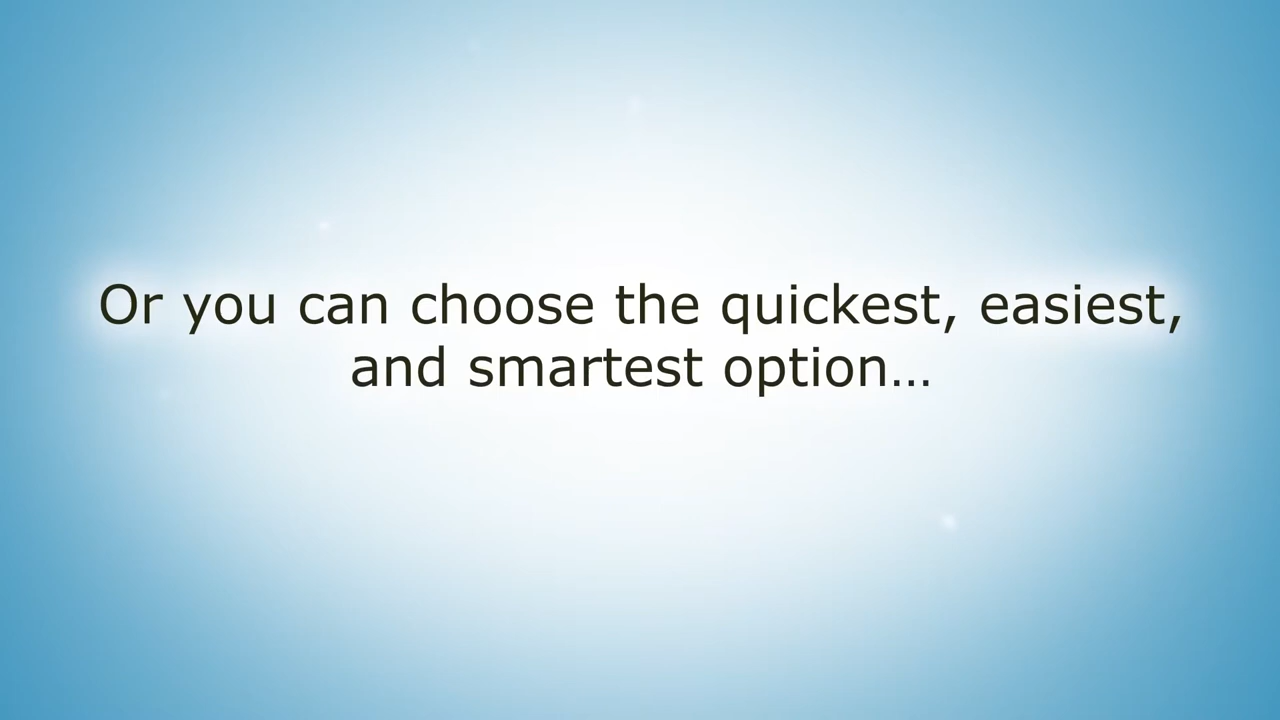 Or you can choose the quickest, easiest,
and smartest option…